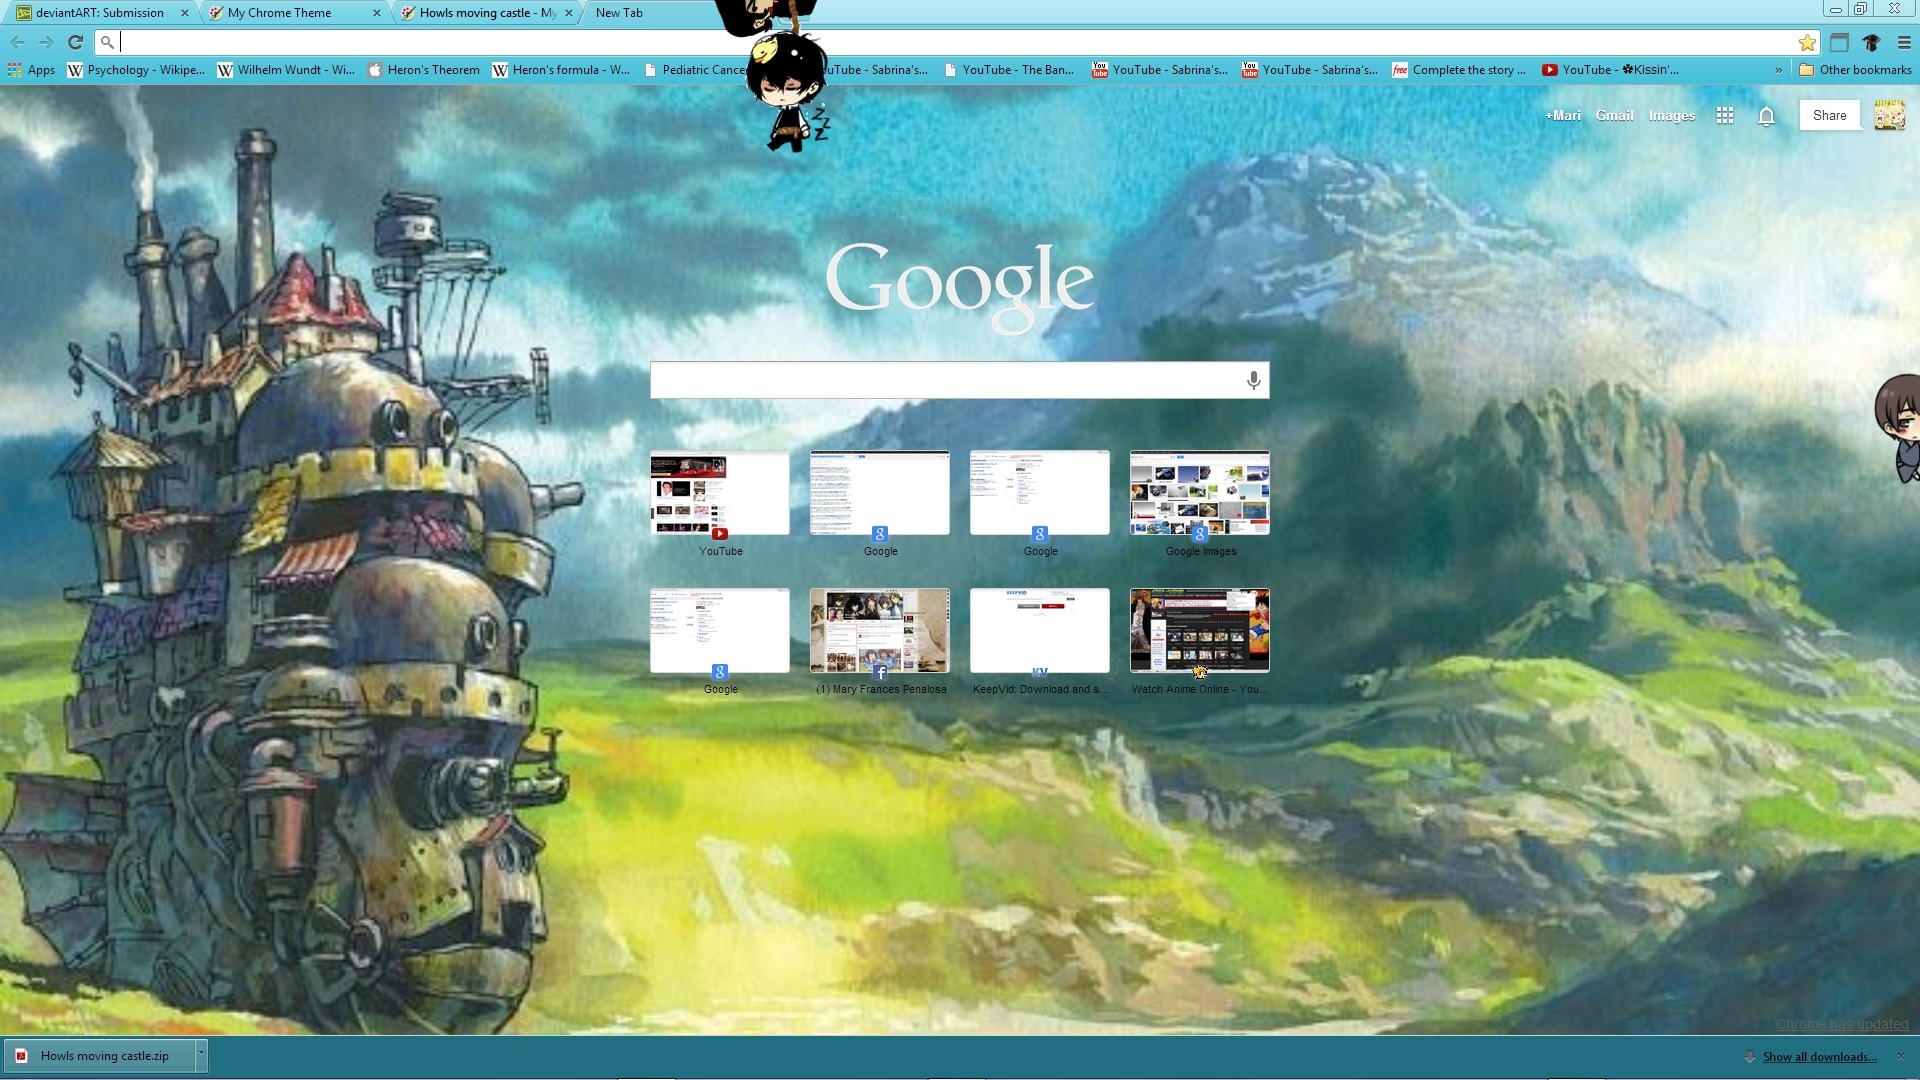 deviantART: Submission
My Chrome Theme
Howls moving castle - My
New Tab
Apps
Psychology - Wikipe...
Wilhelm Wundt - Wi...
Heron's Theorem
Heron's formula - W...
Pediatric Cance
uTube - Sabrina's...
YouTube - The Ban...
YouTube - Sabrina's...
YouTube - Sabrina's...
Complete the story ...
YouTube - ✽Kissin'...
»
Other bookmarks
+Mari
Gmail
Images
Share
z
z
z
Google
YouTube
Google
Google
Google Images
Google
(1) Mary Frances Penalosa
KeepVid: Download and s...
Watch Anime Online - You...
Chrome has updated
Howls moving castle.zip
Show all downloads...